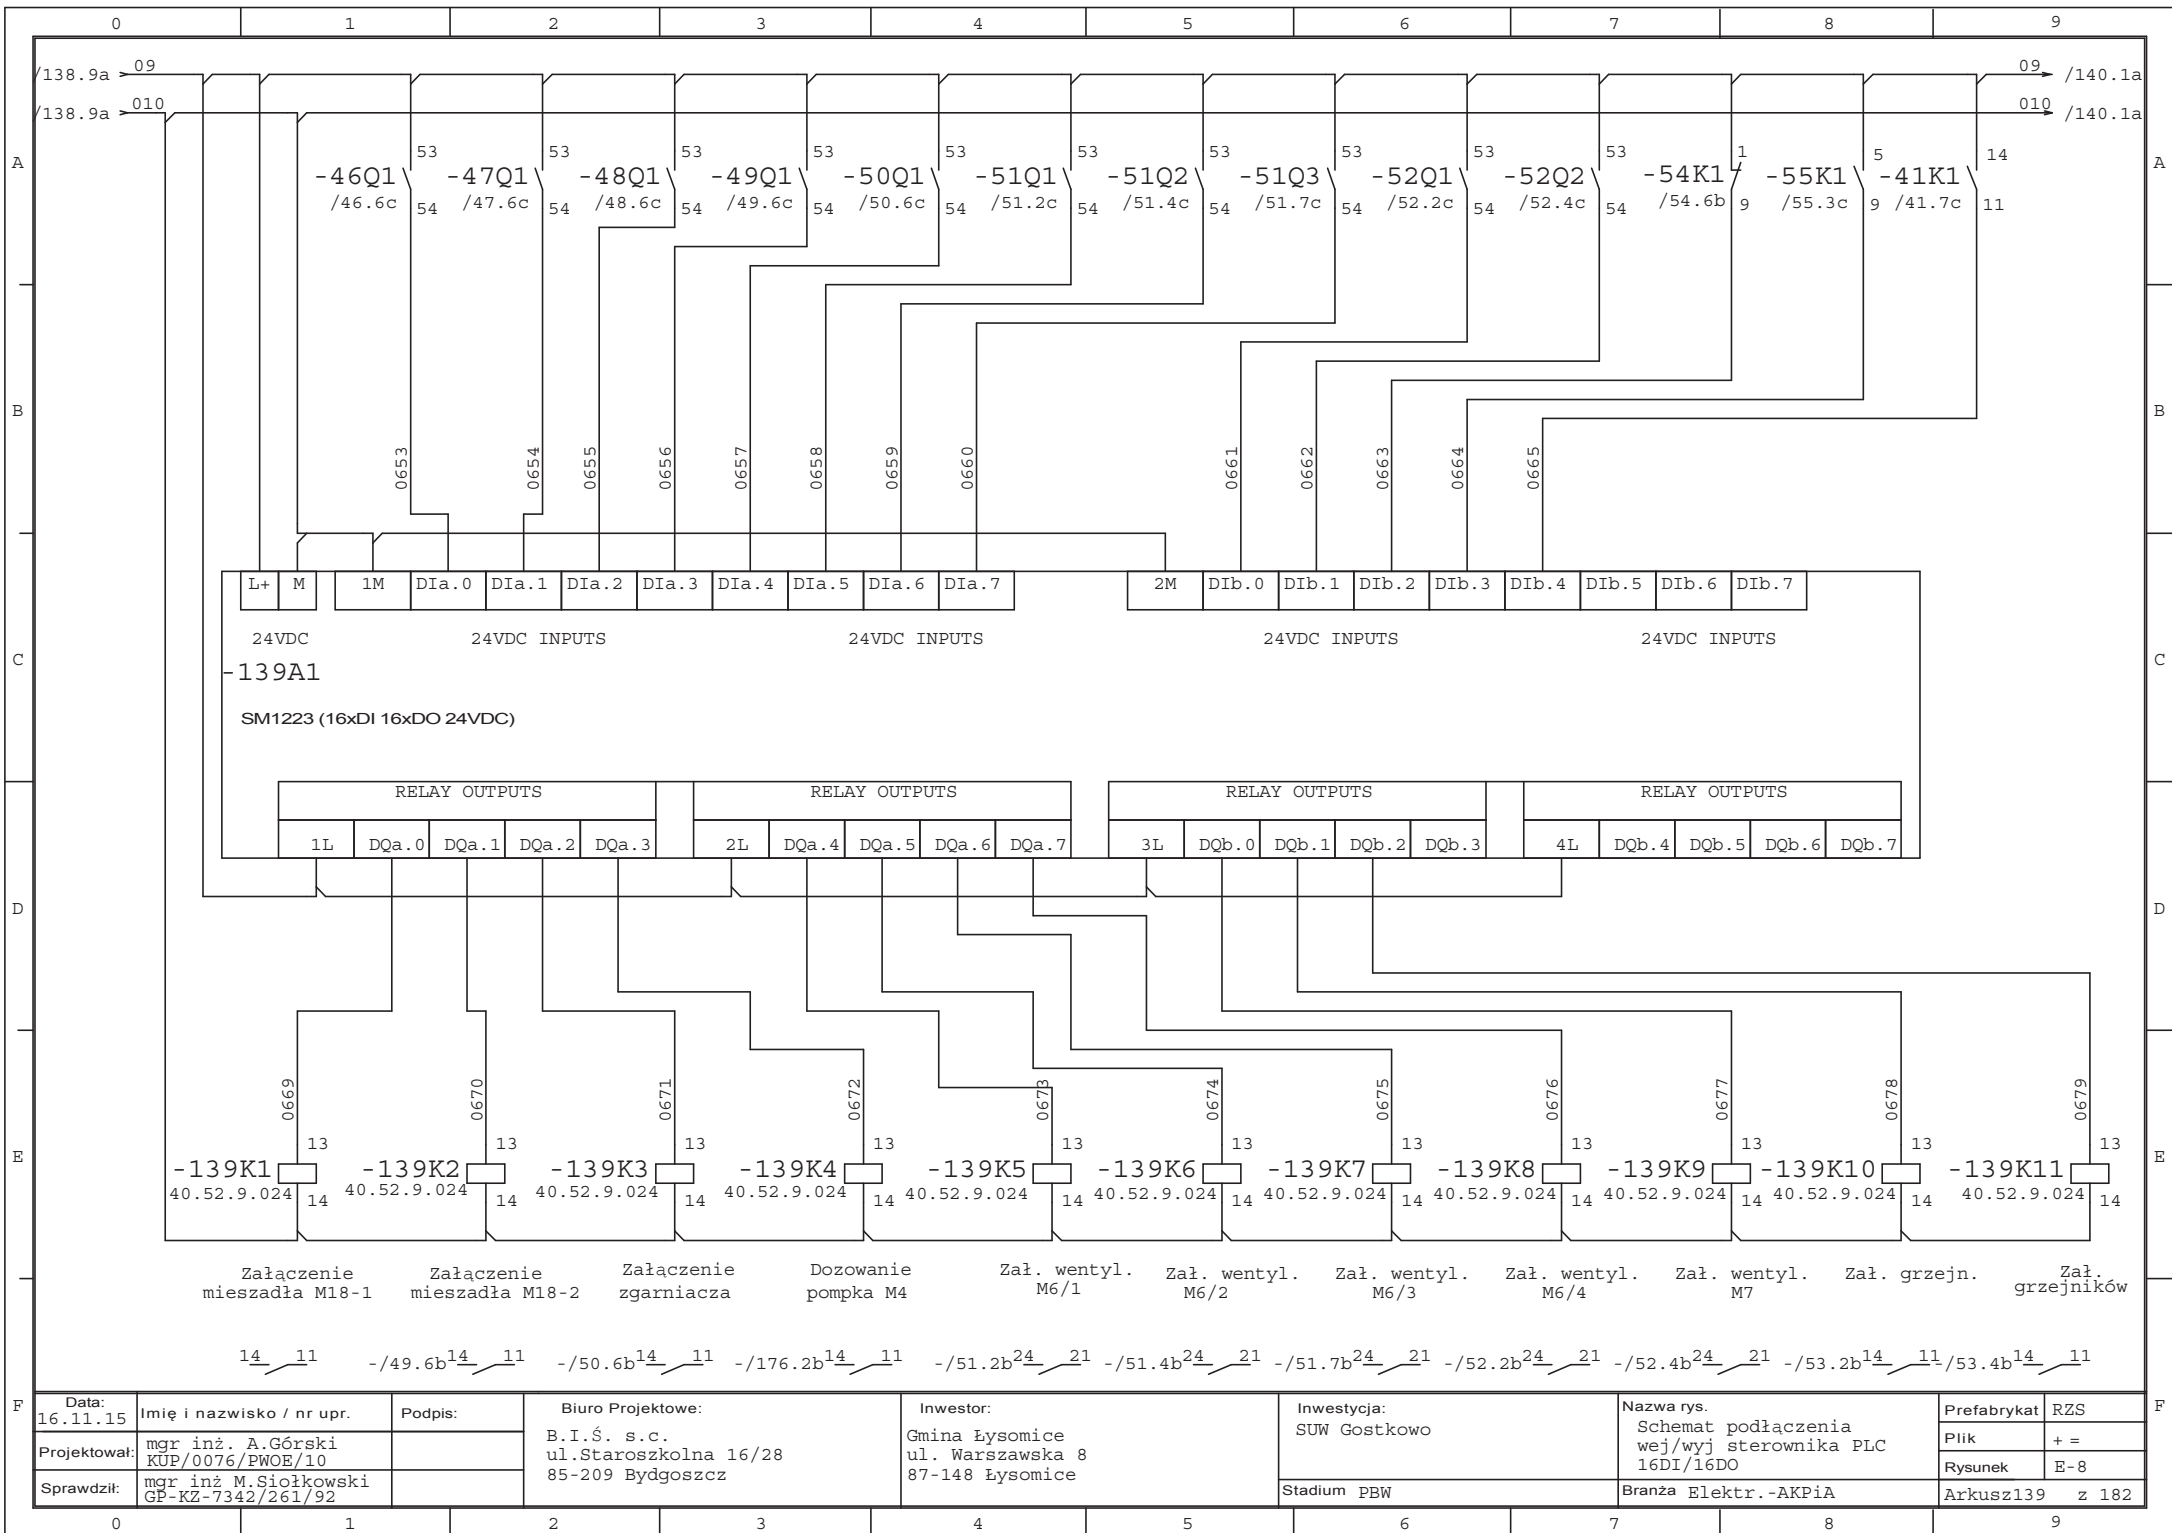 0 1 2 3 4 5 6 7 8 9
/138.9a 09 09 /140.1a
/138.9a 010 010 /140.1a
A A
53 53 53 53 53 53 53 53 53 53 1 5 14
-46Q1 -47Q1 -48Q1 -49Q1 -50Q1 -51Q1 -51Q2 -51Q3 -52Q1 -52Q2 -54K1 -55K1 -41K1
/46.6c /47.6c /48.6c /49.6c /50.6c /51.2c /51.4c /51.7c /52.2c /52.4c /54.6b /55.3c /41.7c
54 54 54 54 54 54 54 54 54 54 9 9 11
B B
0653 0654 0655 0656 0657 0658 0659 0660 0661 0662 0663 0664 0665
L+ M 1M DIa.0 DIa.1 DIa.2 DIa.3 DIa.4 DIa.5 DIa.6 DIa.7 2M DIb.0 DIb.1 DIb.2 DIb.3 DIb.4 DIb.5 DIb.6 DIb.7
24VDC 24VDC INPUTS 24VDC INPUTS 24VDC INPUTS 24VDC INPUTS
C C
-139A1
SM1223 (16xDI 16xDO 24VDC)
RELAY OUTPUTS RELAY OUTPUTS RELAY OUTPUTS RELAY OUTPUTS
1L DQa.0 DQa.1 DQa.2 DQa.3 2L DQa.4 DQa.5 DQa.6 DQa.7 3L DQb.0 DQb.1 DQb.2 DQb.3 4L DQb.4 DQb.5 DQb.6 DQb.7
D D
0669 0670 0671 0672 0673 0674 0675 0676 0677 0678 0679
13 13 13 13 13 13 13 13 13 13 13
E E
-139K1 -139K2 -139K3 -139K4 -139K5 -139K6 -139K7 -139K8 -139K9 -139K10 -139K11
40.52.9.024 40.52.9.024 40.52.9.024 40.52.9.024 40.52.9.024 40.52.9.024 40.52.9.024 40.52.9.024 40.52.9.024 40.52.9.024 40.52.9.024
14 14 14 14 14 14 14 14 14 14 14
Załączenie Załączenie Załączenie Dozowanie Zał. wentyl. Zał. wentyl. Zał. wentyl. Zał. wentyl. Zał. wentyl. Zał. grzejn. Zał.
mieszadła M18-1 mieszadła M18-2 zgarniacza pompka M4 M6/1 M6/2 M6/3 M6/4 M7 grzejników
14 11 -/49.6b 14 11 -/50.6b 14 11 -/176.2b 14 11 -/51.2b 24 21 -/51.4b 24 21 -/51.7b 24 21 -/52.2b 24 21 -/52.4b 24 21 -/53.2b 14 11 -/53.4b 14 11
F F
Data:
16.11.15
Imię i nazwisko / nr upr.
Podpis:
Projektował:
mgr inż. A.Górski
KUP/0076/PWOE/10
Sprawdził:
mgr inż M.Siołkowski
GP-KZ-7342/261/92
Biuro Projektowe:
B.I.Ś. s.c.
ul.Staroszkolna 16/28
85-209 Bydgoszcz
Inwestor:
Gmina Łysomice
ul. Warszawska 8
87-148 Łysomice
Inwestycja:
SUW Gostkowo
Stadium PBW
Nazwa rys.
Schemat podłączenia
wej/wyj sterownika PLC
16DI/16DO
Branża Elektr.-AKPiA
Prefabrykat RZS
Plik + =
Rysunek E-8
Arkusz139 z 182
0 1 2 3 4 5 6 7 8 9